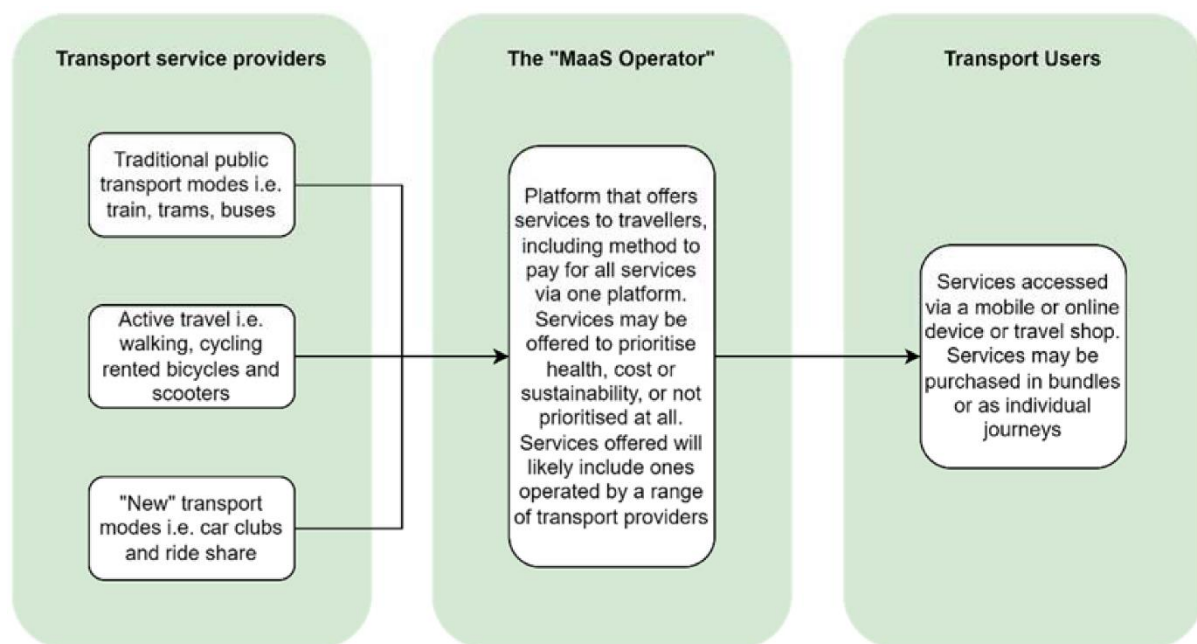 Transport service providers
Traditional public
transport modes i.e.
train, trams, buses
Active travel i.e.
walking, cycling
rented bicycles and
scooters
"New" transport
modes i.e. car clubs
and ride share
The "MaaS Operator"
Platform that offers
services to travellers,
including method to
pay for all services
via one platform.
Services may be
offered to prioritise
health, cost or
sustainability, or not
prioritised at all.
Services offered will
likely include ones
operated by a range
of transport providers
Transport Users
Services accessed
via a mobile or online
device or travel shop.
Services may be
purchased in bundles
or as individual
journeys